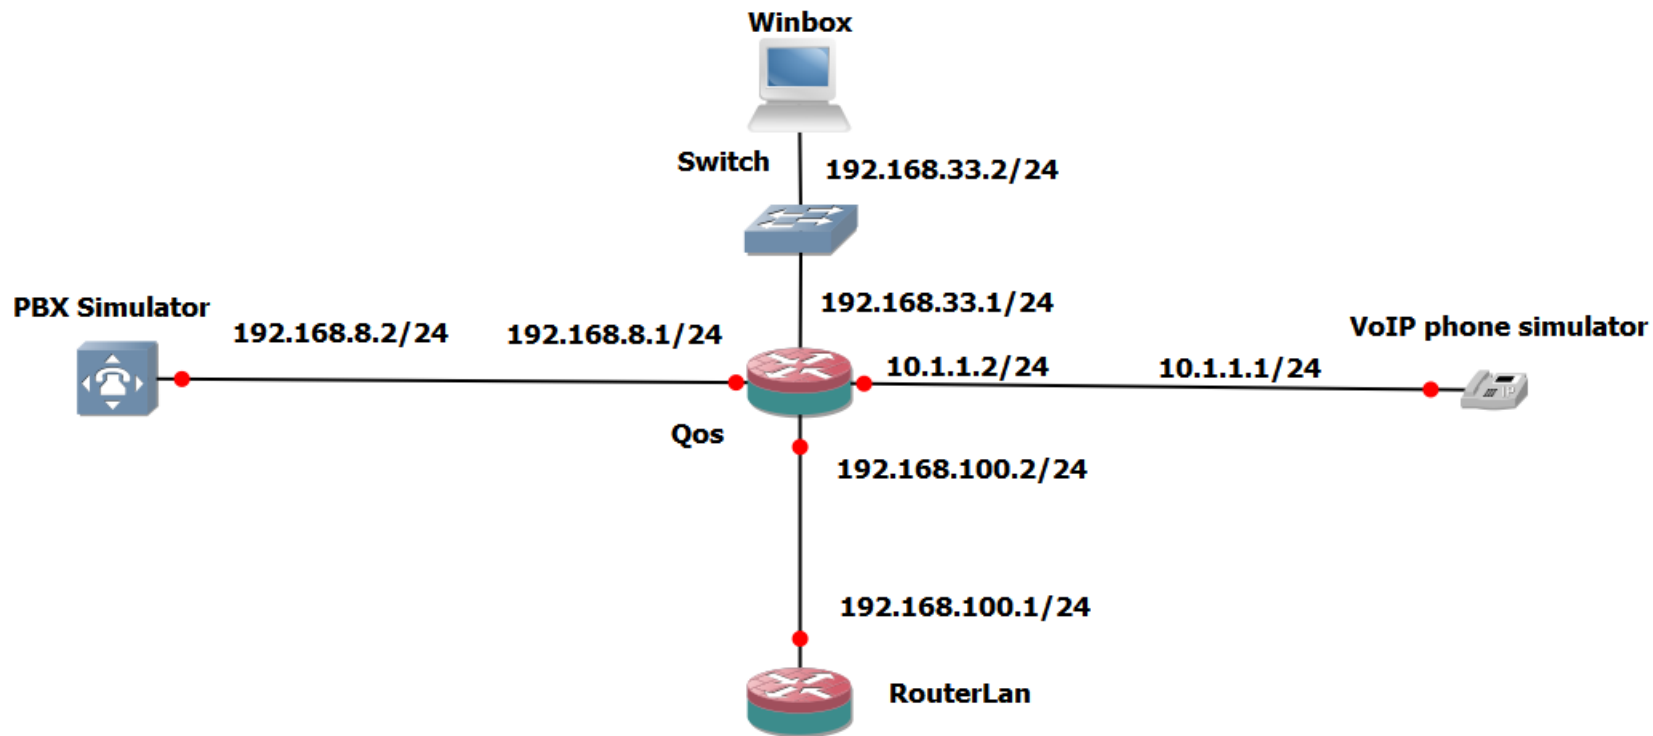 Winbox
Switch
192.168.33.2/24
192.168.33.1/24
PBX Simulator
192.168.8.2/24
192.168.8.1/24
VoIP phone simulator
10.1.1.2/24
10.1.1.1/24
IP
Qos
192.168.100.2/24
192.168.100.1/24
RouterLan